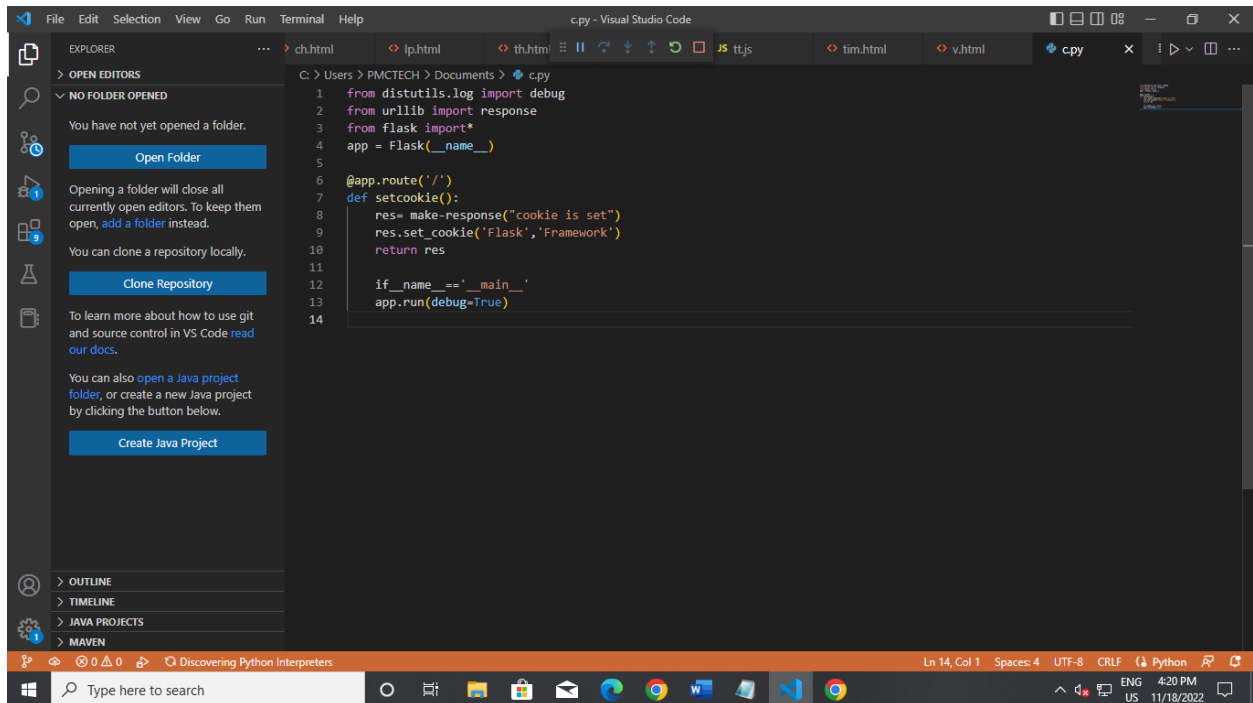 File Edit Selection View Go Run Terminal Help c.py - Visual Studio Code
EXPLORER
ch.html lp.html th.html JS tt.js tim.html v.html c.py
OPEN EDITORS
NO FOLDER OPENED
You have not yet opened a folder.
Open Folder
Opening a folder will close all
currently open editors. To keep them
open, add a folder instead.
You can clone a repository locally.
Clone Repository
To learn more about how to use git
and source control in VS Code read
our docs.
You can also open a Java project
folder, or create a new Java project
by clicking the button below.
Create Java Project
OUTLINE
TIMELINE
JAVA PROJECTS
MAVEN
1
1
9
C: > Users > PMCTECH > Documents > c.py
1 from distutils.log import debug
2 from urllib import response
3 from flask import*
4 app = Flask(__name__)
5
6 @app.route('/')
7 def setcookie():
8 res= make-response("cookie is set")
9 res.set_cookie('Flask','Framework')
10 return res
11
12 if__name__=='__main__'
13 app.run(debug=True)
14
0 0 Discovering Python Interpreters Ln 14, Col 1 Spaces: 4 UTF-8 CRLF Python
Type here to search ENG 4:20 PM
US 11/18/2022